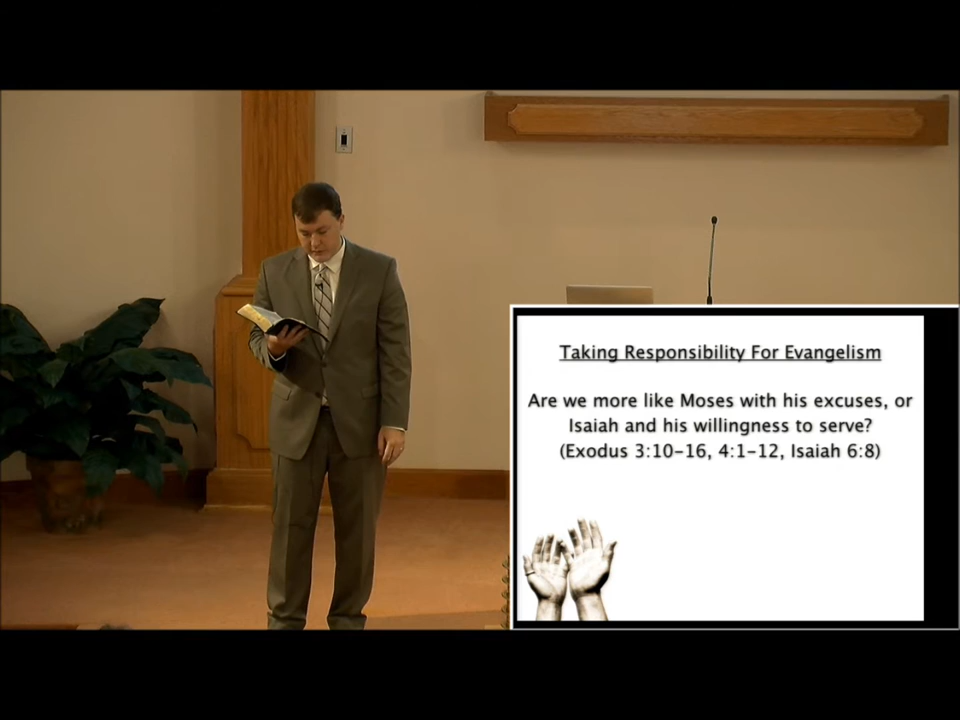 Taking Responsibility For Evangelism
Are we more like Moses with his excuses, or
Isaiah and his willingness to serve?
(Exodus 3:10-16, 4:1-12, Isaiah 6:8)